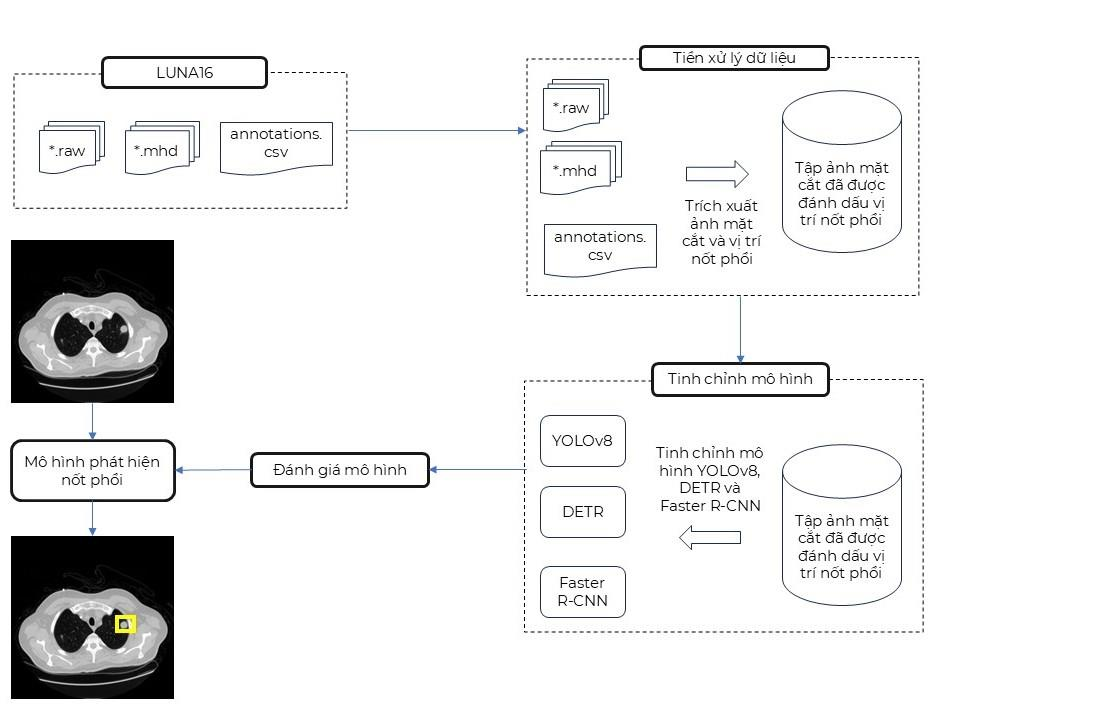 LUNA16
*.raw
*.mhd
annotations.
csv
Tiền xử lý dữ liệu
*.raw
*.mhd
annotations.
csv
Trích xuất
ảnh mặt
cắt và vị trí
nốt phổi
Tập ảnh mặt
cắt đã được
đánh dấu vị
trí nốt phổi
Tinh chỉnh mô hình
YOLOv8
DETR
Faster
R-CNN
Tinh chỉnh mô
hình YOLOv8,
DETR và
Faster R-CNN
Tập ảnh mặt
cắt đã được
đánh dấu vị
trí nốt phổi
Đánh giá mô hình
Mô hình phát hiện
nốt phổi